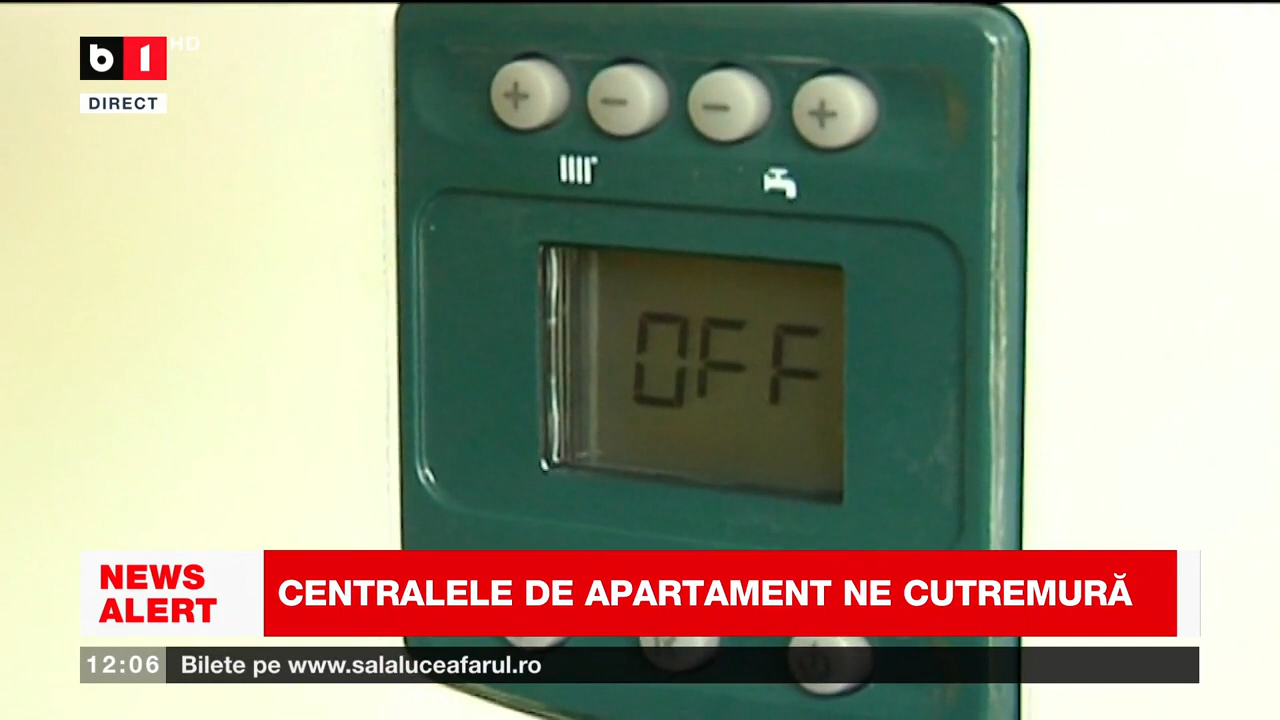 b1 HD
DIRECT
+ − − +
OFF
NEWS
ALERT
CENTRALELE DE APARTAMENT NE CUTREMURĂ
12:06 Bilete pe www.salaluceafarul.ro